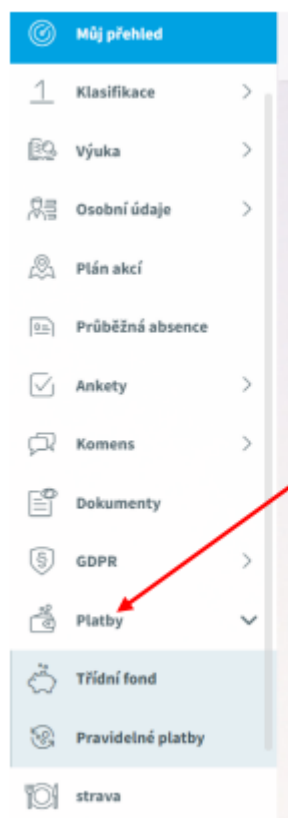 Můj přehled
Klasifikace
Výuka
Osobní údaje
Plán akcí
Průběžná absence
Ankety
Komens
Dokumenty
GDPR
Platby
Třídní fond
Pravidelné platby
strava